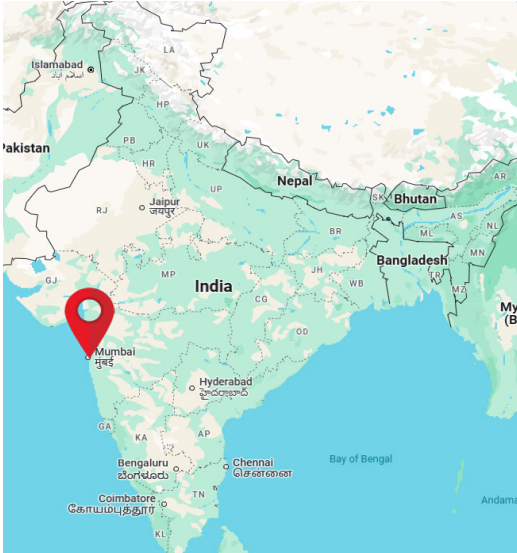 LA
Islamabad
اسلام آباد
JK
HP
Pakistan
PB
UK
HR
Nepal
UP
SK
Bhutan
AR
Jaipur
जयपुर
RJ
AS
NL
BR
ML
Bangladesh
MN
GJ
MP
India
JH
WB
TR
MZ
CG
My
(B
OD
Mumbai
मुंबई
Hyderabad
హైదరాబాద్
GA
KA
AP
Bengaluru
ಬೆಂಗಳೂರು
Chennai
சென்னை
Bay of Bengal
Coimbatore
கோயம்புத்தூர்
TN
Andama
KL